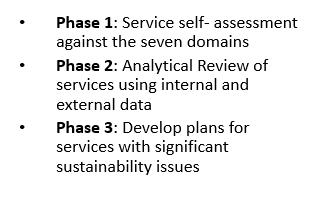 • Phase 1: Service self- assessment
against the seven domains
• Phase 2: Analytical Review of
services using internal and
external data
• Phase 3: Develop plans for
services with significant
sustainability issues